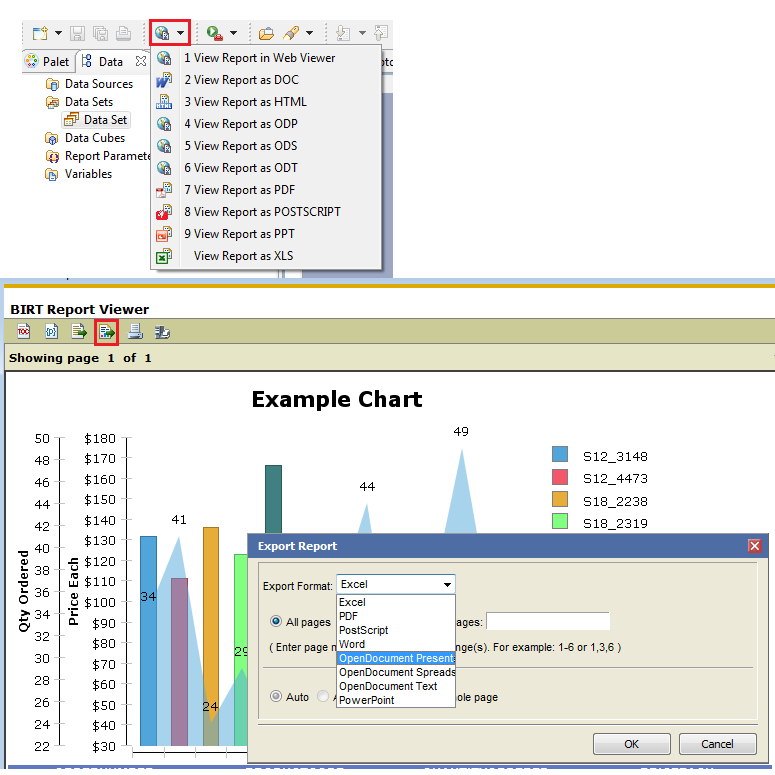 Palet Data
Data Sources
Data Sets
Data Set
Data Cubes
Report Paramete
Variables
1 View Report in Web Viewer
2 View Report as DOC
3 View Report as HTML
4 View Report as ODP
5 View Report as ODS
6 View Report as ODT
7 View Report as PDF
8 View Report as POSTSCRIPT
9 View Report as PPT
View Report as XLS
BIRT Report Viewer
Showing page 1 of 1
Example Chart
Qty Ordered
50
48
46
44
42
40
38
36
34
32
30
28
26
24
22
Price Each
$180
$170
$160
$150
$140
$130
$120
$110
$100
$90
$80
$70
$60
$50
$40
$30
34
41
24
29
44
49
S12_3148
S12_4473
S18_2238
S18_2319
Export Report
Export Format: Excel
Excel
PDF
PostScript
Word
OpenDocument Present
OpenDocument Spreads
OpenDocument Text
PowerPoint
All pages ages:
( Enter page n nge(s). For example: 1-6 or 1,3,6 )
Auto A ole page
OK Cancel